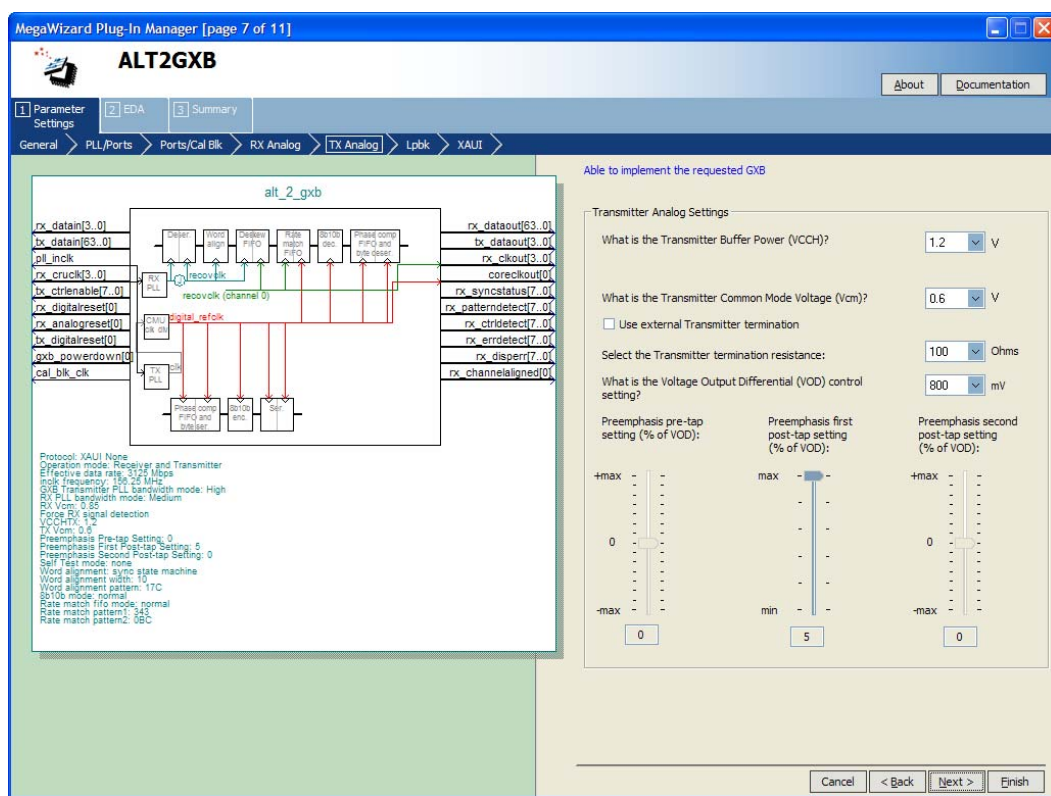 MegaWizard Plug-In Manager [page 7 of 11]
ALT2GXB
About
Documentation
1 Parameter Settings
2 EDA
3 Summary
General
PLL/Ports
Ports/Cal Blk
RX Analog
TX Analog
Lpbk
XAUI
alt_2_gxb
rx_datain[3..0]
tx_datain[63..0]
pll_inclk
rx_cruclk[3..0]
tx_ctrlenable[7..0]
rx_digitalreset[0]
rx_analogreset[0]
tx_digitalreset[0]
gxb_powerdown[0]
cal_blk_clk
Deser.
Word align
Deskew FIFO
Rate match FIFO
8b10b dec.
Phase comp FIFO and byte deser.
RX PLL
recovclk
recovclk (channel 0)
CMU clk div
digital_refclk
TX PLL
clk
Phase comp FIFO and byte ser.
8b10b enc.
Ser.
rx_dataout[63..0]
tx_dataout[3..0]
rx_clkout[3..0]
coreclkout[0]
rx_syncstatus[7..0]
rx_patterndetect[7..0]
rx_ctrldetect[7..0]
rx_errdetect[7..0]
rx_disperr[7..0]
rx_channelaligned[0]
Protocol: XAUI None
Operation mode: Receiver and Transmitter
Effective data rate: 3125 Mbps
inclk frequency: 156.25 MHz
GXB Transmitter PLL bandwidth mode: High
RX PLL bandwidth mode: Medium
RX Vcm: 0.85
Force RX signal detection
VCCHTX: 1.2
TX Vcm: 0.6
Preemphasis Pre-tap Setting: 0
Preemphasis First Post-tap Setting: 5
Preemphasis Second Post-tap Setting: 0
Self Test mode: none
Word alignment: sync state machine
Word alignment width: 10
Word alignment pattern: 17C
8b10b mode: normal
Rate match fifo mode: normal
Rate match pattern1: 343
Rate match pattern2: 0BC
Able to implement the requested GXB
Transmitter Analog Settings
What is the Transmitter Buffer Power (VCCH)? 1.2 V
What is the Transmitter Common Mode Voltage (Vcm)? 0.6 V
Use external Transmitter termination
Select the Transmitter termination resistance: 100 Ohms
What is the Voltage Output Differential (VOD) control
setting? 800 mV
Preemphasis pre-tap
setting (% of VOD):
+max
0
-max
0
Preemphasis first
post-tap setting
(% of VOD):
max
min
5
Preemphasis second
post-tap setting
(% of VOD):
+max
0
-max
0
Cancel
< Back
Next >
Finish